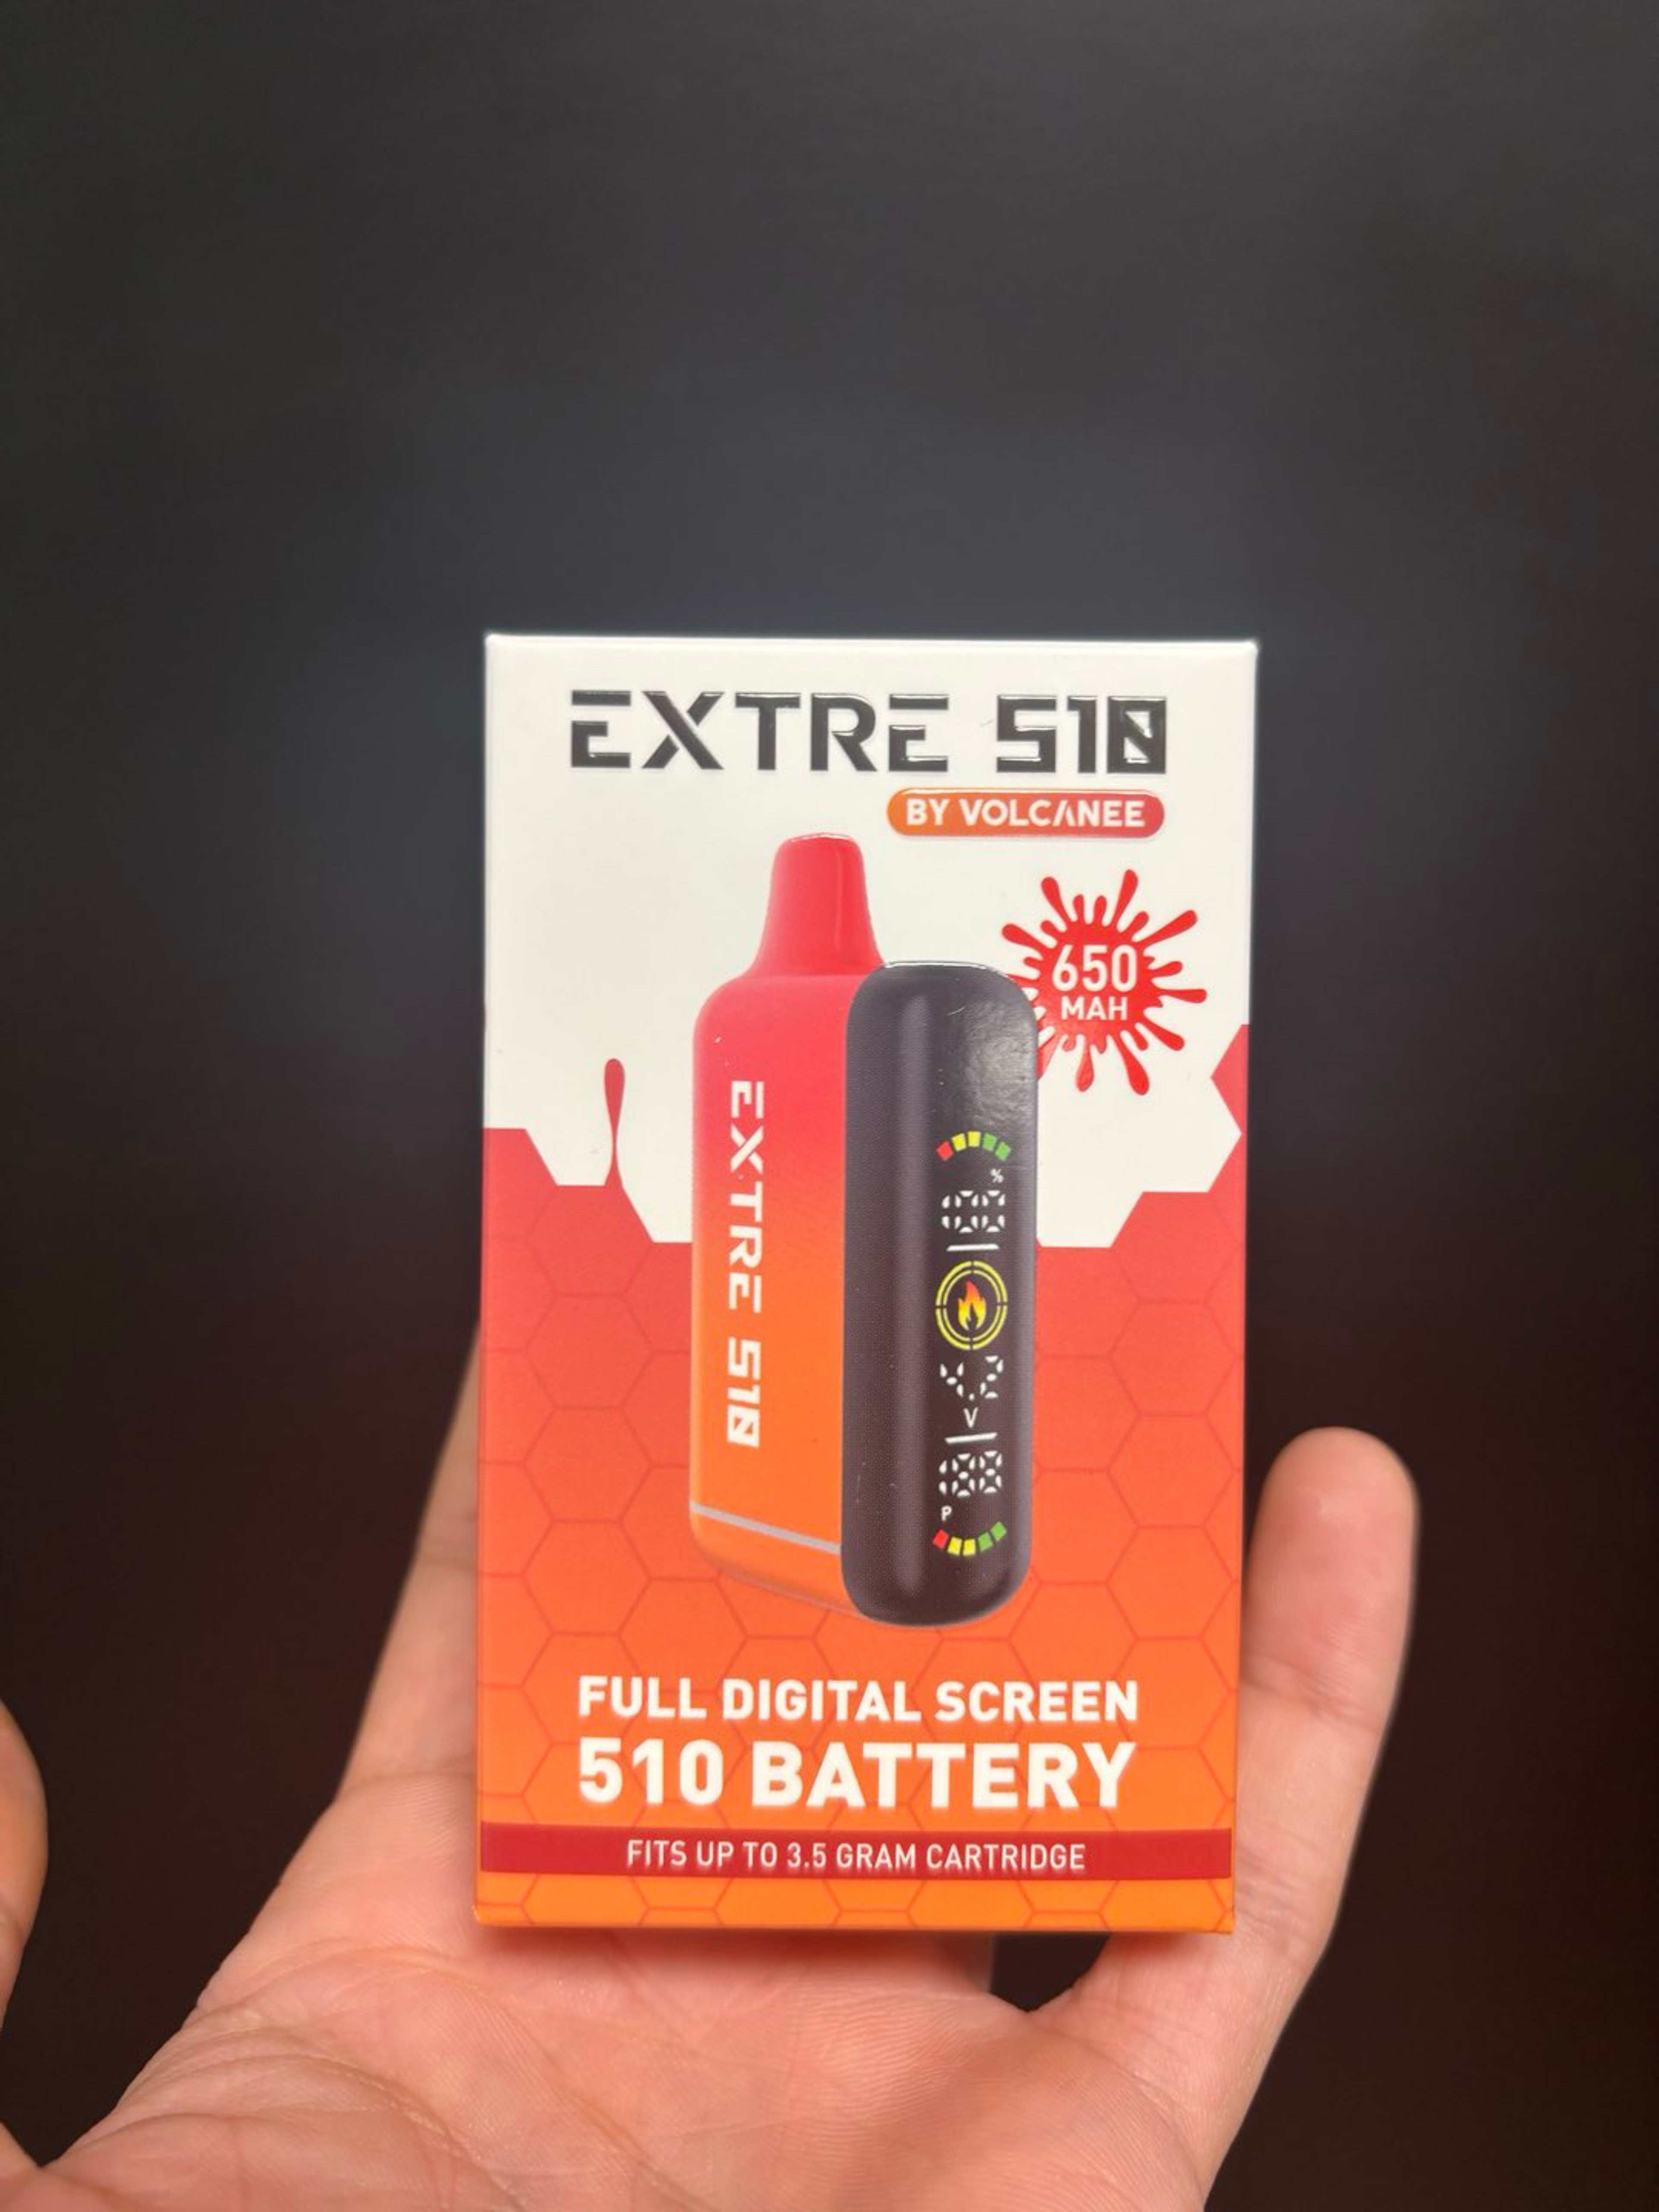 EXTRE 510
BY VOLCANEE
650
MAH
EXTRE 510
%
V
P
FULL DIGITAL SCREEN
510 BATTERY
FITS UP TO 3.5 GRAM CARTRIDGE